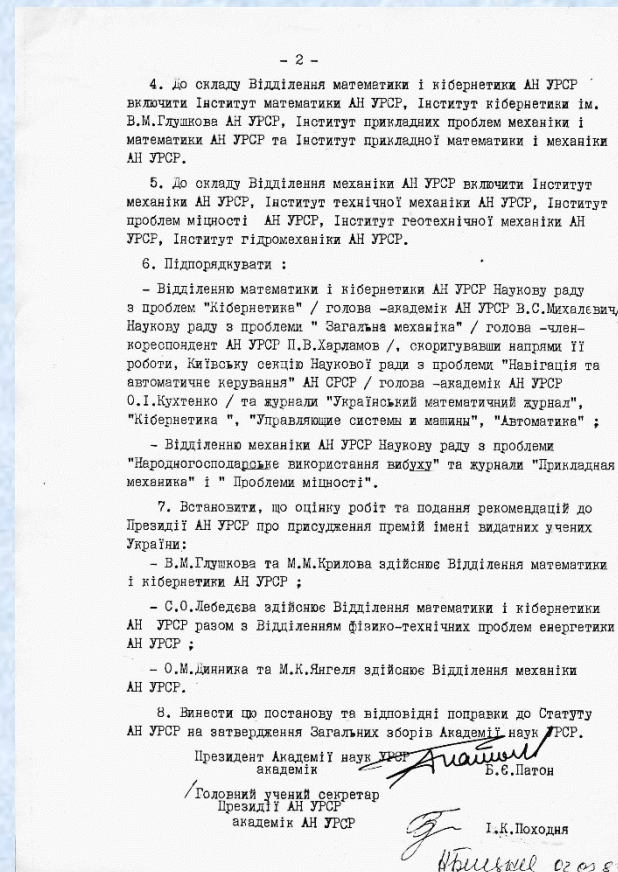 - 2 -
4. До складу Відділення математики і кібернетики АН УРСР
включити Інститут математики АН УРСР, Інститут кібернетики ім.
В.М.Глушкова АН УРСР, Інститут прикладних проблем механіки і
математики АН УРСР та Інститут прикладної математики і механіки
АН УРСР.
5. До складу Відділення механіки АН УРСР включити Інститут
механіки АН УРСР, Інститут технічної механіки АН УРСР, Інститут
проблем міцності АН УРСР, Інститут геотехнічної механіки АН
УРСР, Інститут гідромеханіки АН УРСР.
6. Підпорядкувати :
- Відділенню математики і кібернетики АН УРСР Наукову раду
з проблем "Кібернетика" / голова -академік АН УРСР В.С.Михалєвич/
Наукову раду з проблеми " Загальна механіка" / голова -член-
кореспондент АН УРСР П.В.Харламов /, скоригувавши напрями її
роботи, Київську секцію Наукової ради з проблеми "Навігація та
автоматичне керування" АН СРСР / голова -академік АН УРСР
О.І.Кухтенко / та журнали "Український математичний журнал",
"Кібернетика ", "Управляющие системы и машины", "Автоматика" ;
- Відділенню механіки АН УРСР Наукову раду з проблеми
"Народногосподарське використання вибуху" та журнали "Прикладная
механика" і " Проблеми міцності".
7. Встановити, що оцінку робіт та подання рекомендацій до
Президії АН УРСР про присудження премій імені видатних учених
України:
- В.М.Глушкова та М.М.Крилова здійснює Відділення математики
і кібернетики АН УРСР ;
- С.О.Лебедєва здійснює Відділення математики і кібернетики
АН УРСР разом з Відділенням фізико-технічних проблем енергетики
АН УРСР ;
- О.М.Динника та М.К.Янгеля здійснює Відділення механіки
АН УРСР.
8. Винести цю постанову та відповідні поправки до Статуту
АН УРСР на затвердження Загальних зборів Академії наук УРСР.
Президент Академії наук УРСР
академік Б.Є.Патон
/Головний учений секретар
Президії АН УРСР
академік АН УРСР І.К.Походня